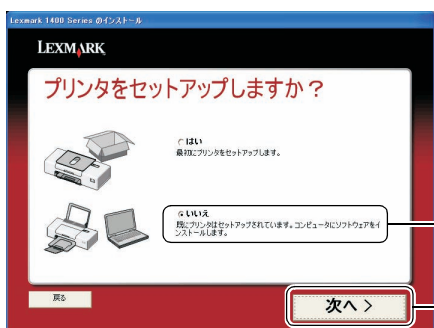 Lexmark 1400 Series のインストール
LEXMARK
プリンタをセットアップしますか？
はい
最初にプリンタをセットアップします。
いいえ
既にプリンタはセットアップされています。コンピュータにソフトウェアをイ
ンストールします。
戻る
次へ >